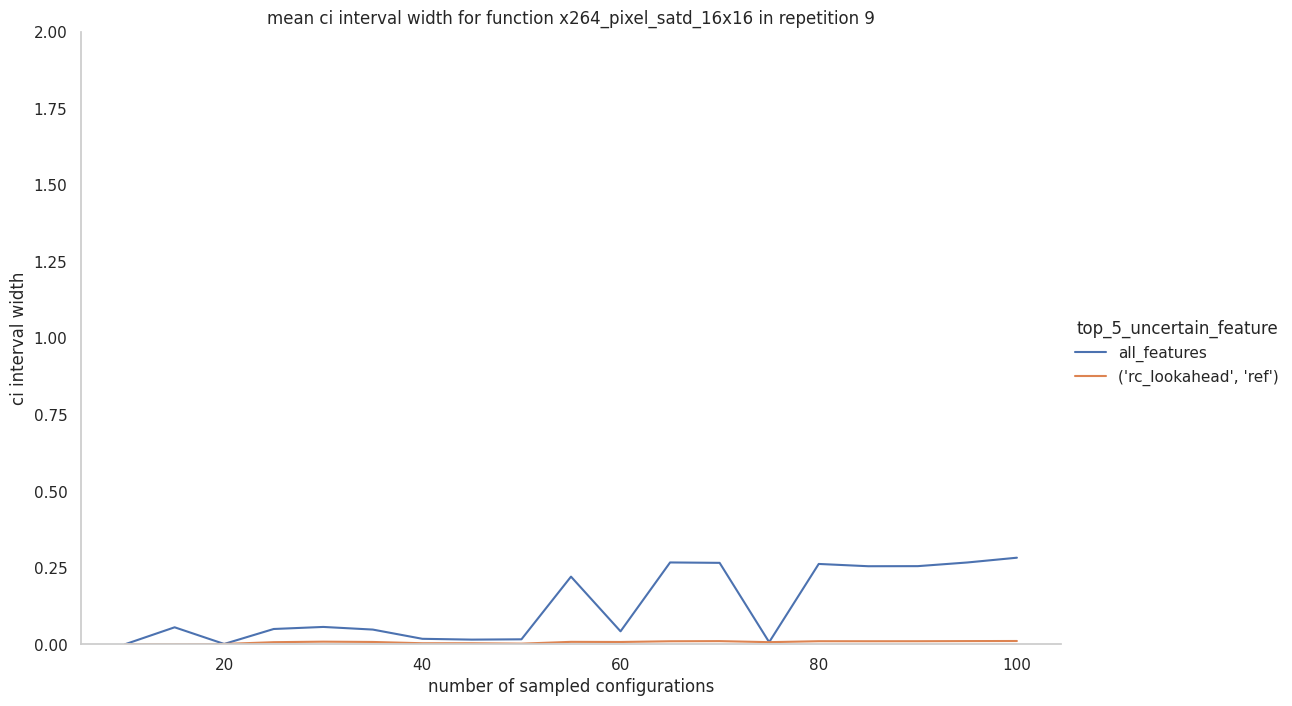 mean ci interval width for function x264_pixel_satd_16x16 in repetition 9
2.00
1.75
1.50
1.25
1.00
0.75
0.50
0.25
0.00
ci interval width
20
40
60
80
100
number of sampled configurations
top_5_uncertain_feature
all_features
('rc_lookahead', 'ref')